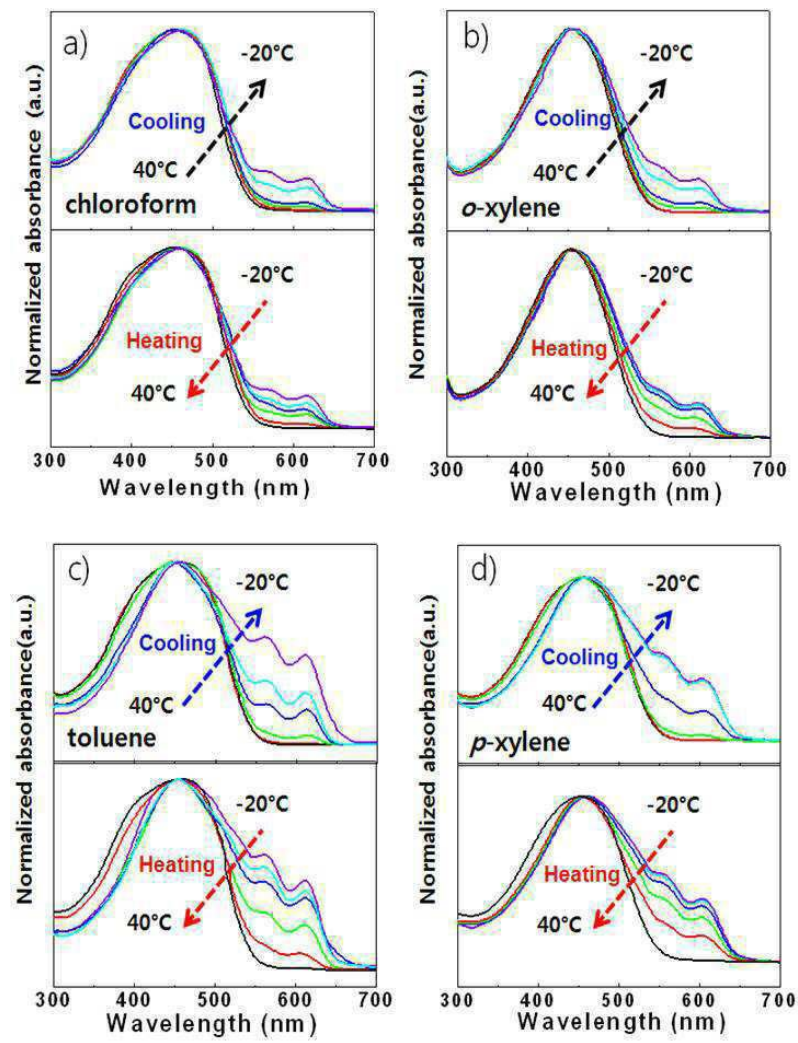 a)
-20°C
Cooling
40°C
chloroform
Normalized absorbance (a.u.)
-20°C
Heating
40°C
300 400 500 600 700
Wavelength (nm)
b)
-20°C
Cooling
40°C
o-xylene
Normalized absorbance(a.u.)
-20°C
Heating
40°C
300 400 500 600 700
Wavelength (nm)
c)
-20°C
Cooling
40°C
toluene
Normalized absorbance(a.u.)
-20°C
Heating
40°C
300 400 500 600 700
Wavelength (nm)
d)
-20°C
Cooling
40°C
p-xylene
Normalized absorbance(a.u.)
-20°C
Heating
40°C
300 400 500 600 700
Wavelength (nm)